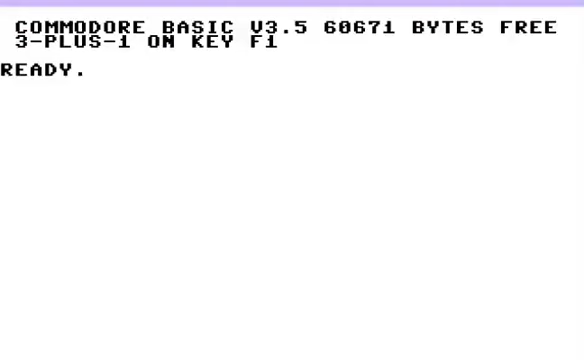 COMMODORE BASIC V3.5 60671 BYTES FREE
3-PLUS-1 ON KEY F1
READY.